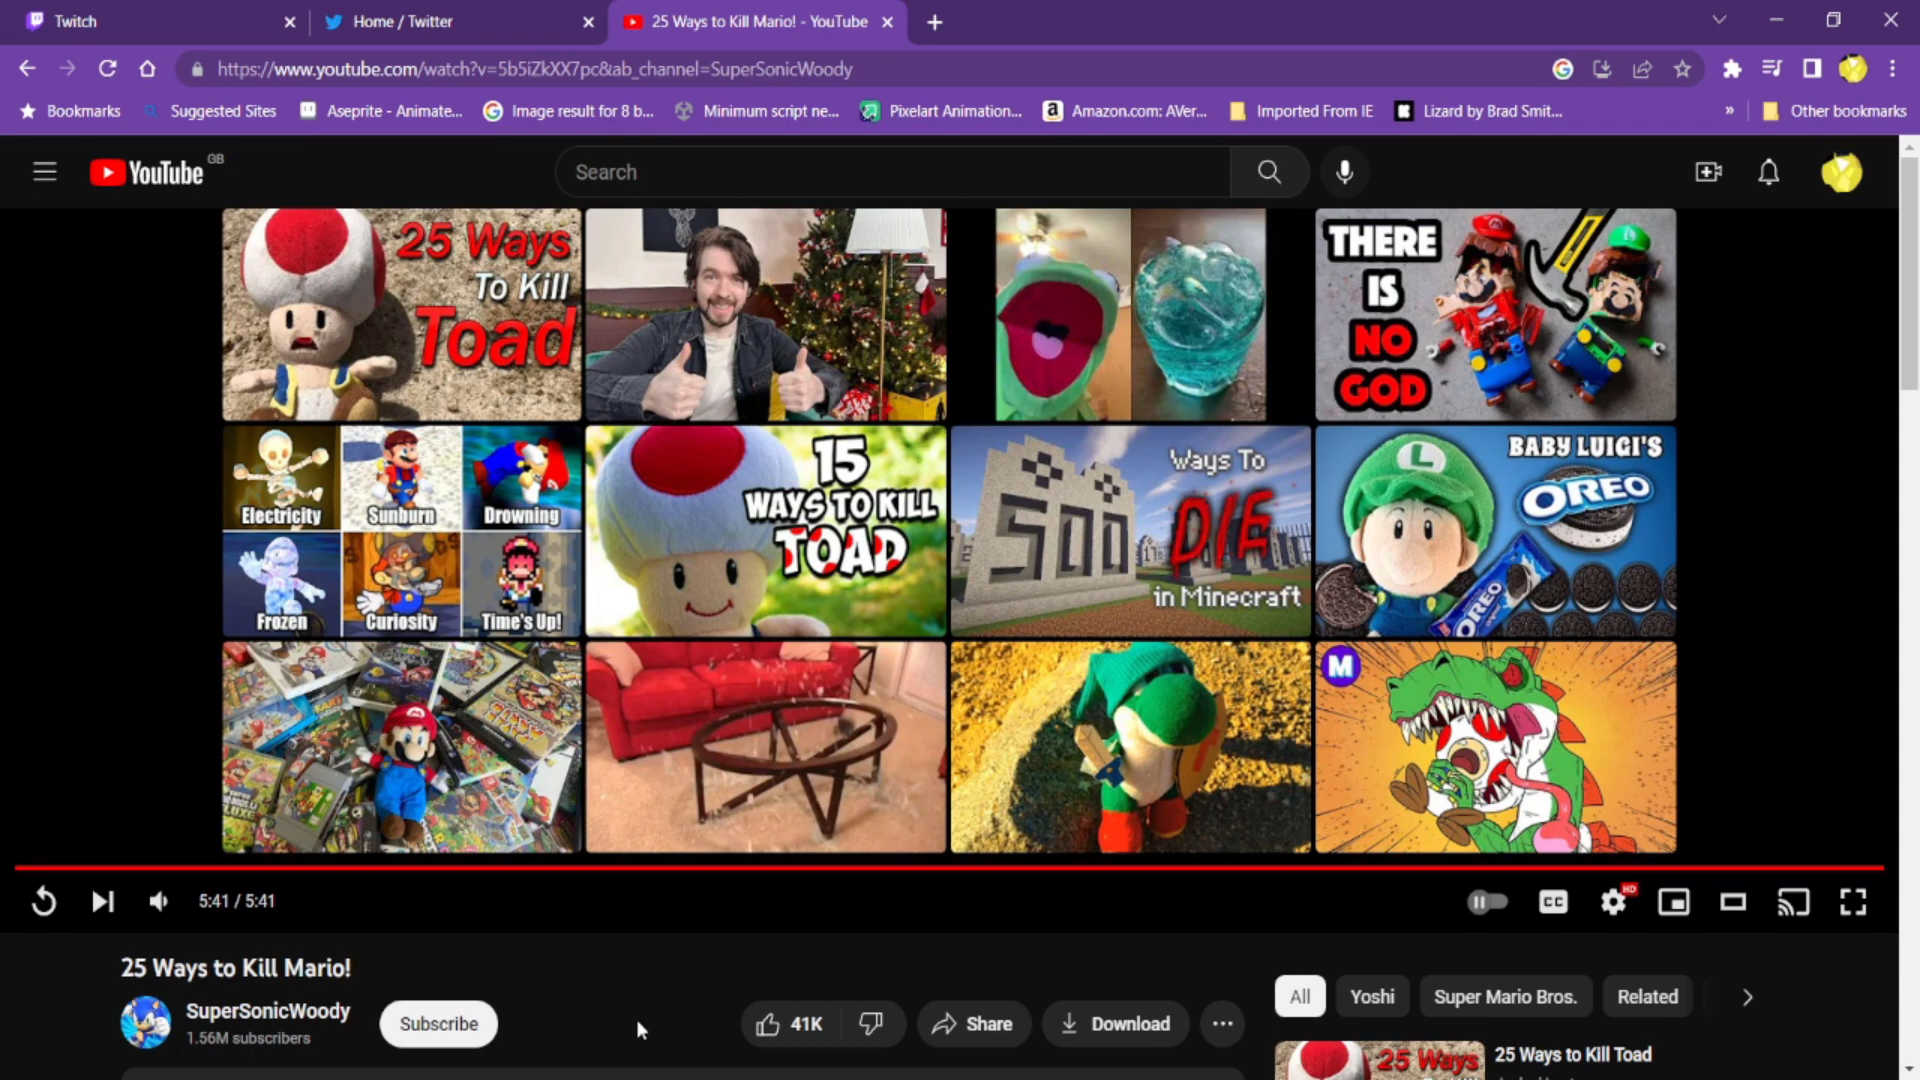 Twitch
Home / Twitter
25 Ways to Kill Mario! - YouTube
https://www.youtube.com/watch?v=5b5iZkXX7pc&ab_channel=SuperSonicWoody
Bookmarks
Suggested Sites
Aseprite - Animate...
Image result for 8 b...
Minimum script ne...
Pixelart Animation...
Amazon.com: AVer...
Imported From IE
Lizard by Brad Smit...
»
Other bookmarks
YouTube GB
Search
25 Ways
To Kill
Toad
THERE
IS
NO
GOD
Electricity
Sunburn
Drowning
Frozen
Curiosity
Time's Up!
15
WAYS TO KILL
TOAD
500
Ways To
DIE
in Minecraft
L
BABY LUIGI'S
OREO
OREO
M
5:41 / 5:41
CC
HD
25 Ways to Kill Mario!
SuperSonicWoody
1.56M subscribers
Subscribe
41K
Share
Download
All
Yoshi
Super Mario Bros.
Related
25 Ways
25 Ways to Kill Toad